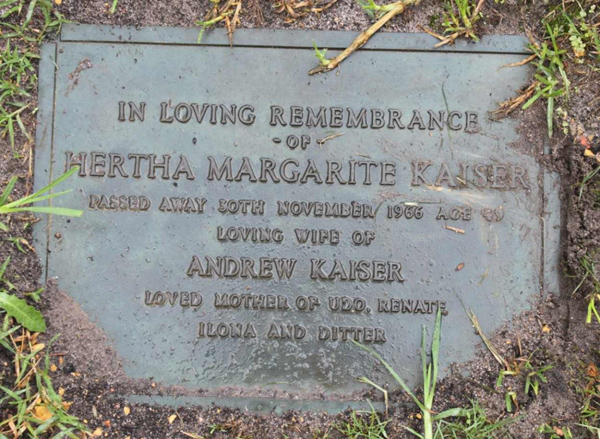 IN LOVING REMEMBRANCE
- OF -
HERTHA MARGARITE KAISER
PASSED AWAY 30TH NOVEMBER 1966 AGE
LOVING WIFE OF
ANDREW KAISER
LOVED MOTHER OF UDO, RENATE,
ILONA AND DITTER